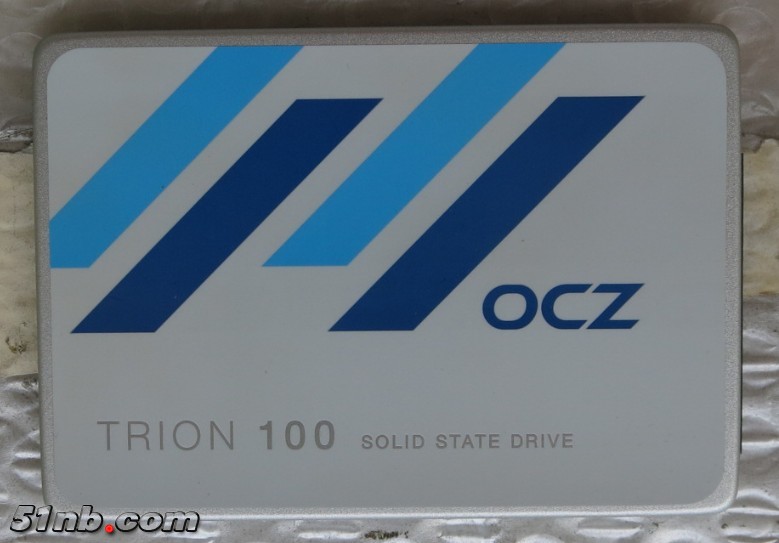 OCZ
TRION 100 SOLID STATE DRIVE
51nb.com